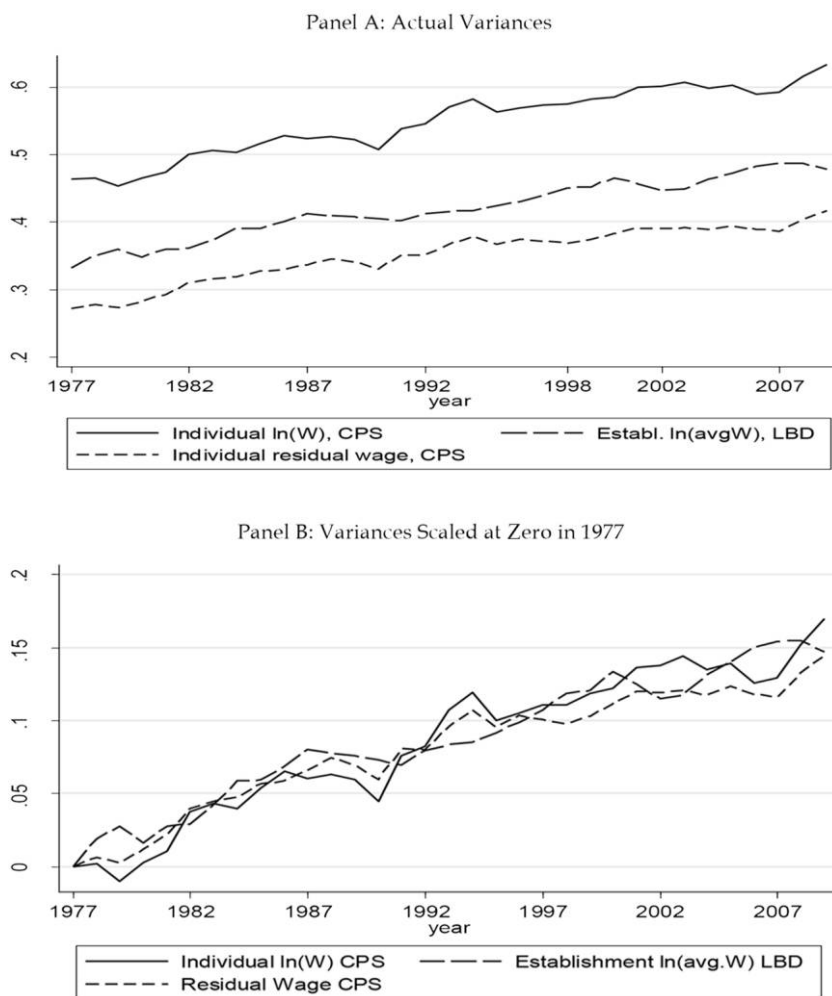 Panel A: Actual Variances
.6
.5
.4
.3
.2
1977 1982 1987 1992 1998 2002 2007
year
Individual ln(W), CPS Establ. ln(avgW), LBD
Individual residual wage, CPS
Panel B: Variances Scaled at Zero in 1977
.2
.15
.1
.05
0
1977 1982 1987 1992 1997 2002 2007
year
Individual ln(W) CPS Establishment ln(avg.W) LBD
Residual Wage CPS